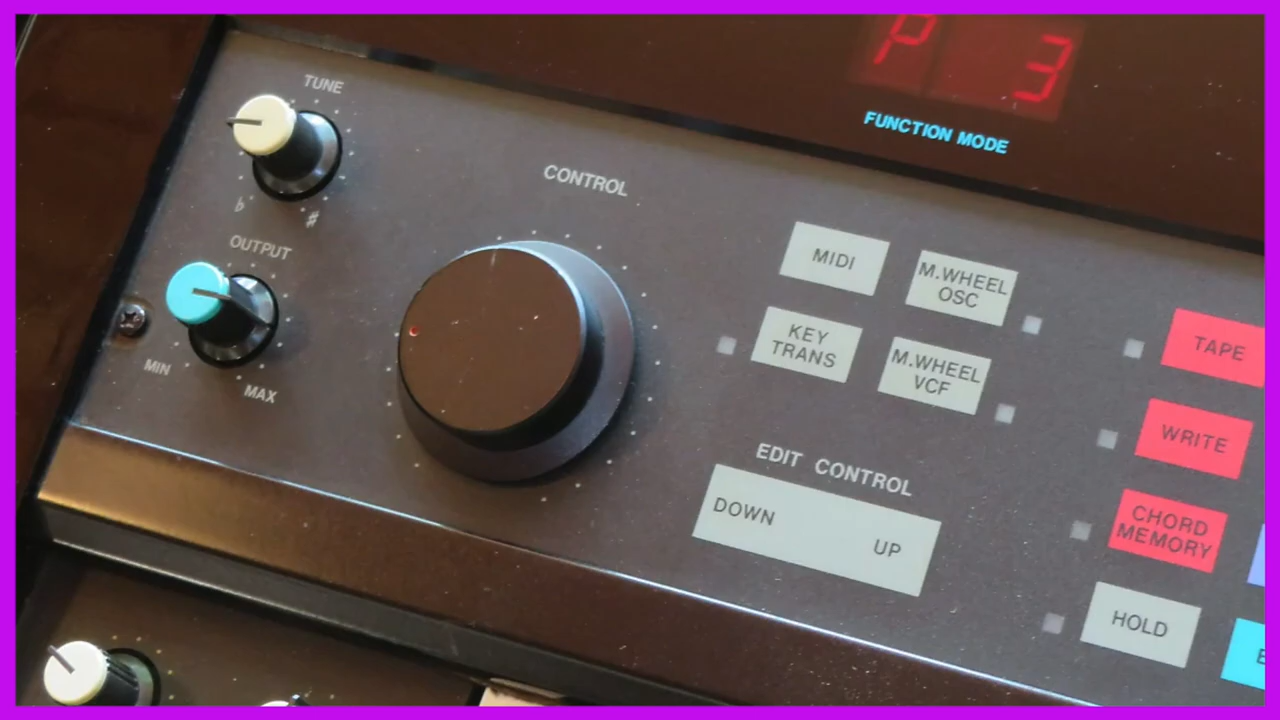 P 3
FUNCTION MODE
TUNE
♭ ♯
CONTROL
OUTPUT
MIN
MAX
MIDI
M.WHEEL
OSC
KEY
TRANS
M.WHEEL
VCF
EDIT CONTROL
DOWN
UP
TAPE
WRITE
CHORD
MEMORY
HOLD